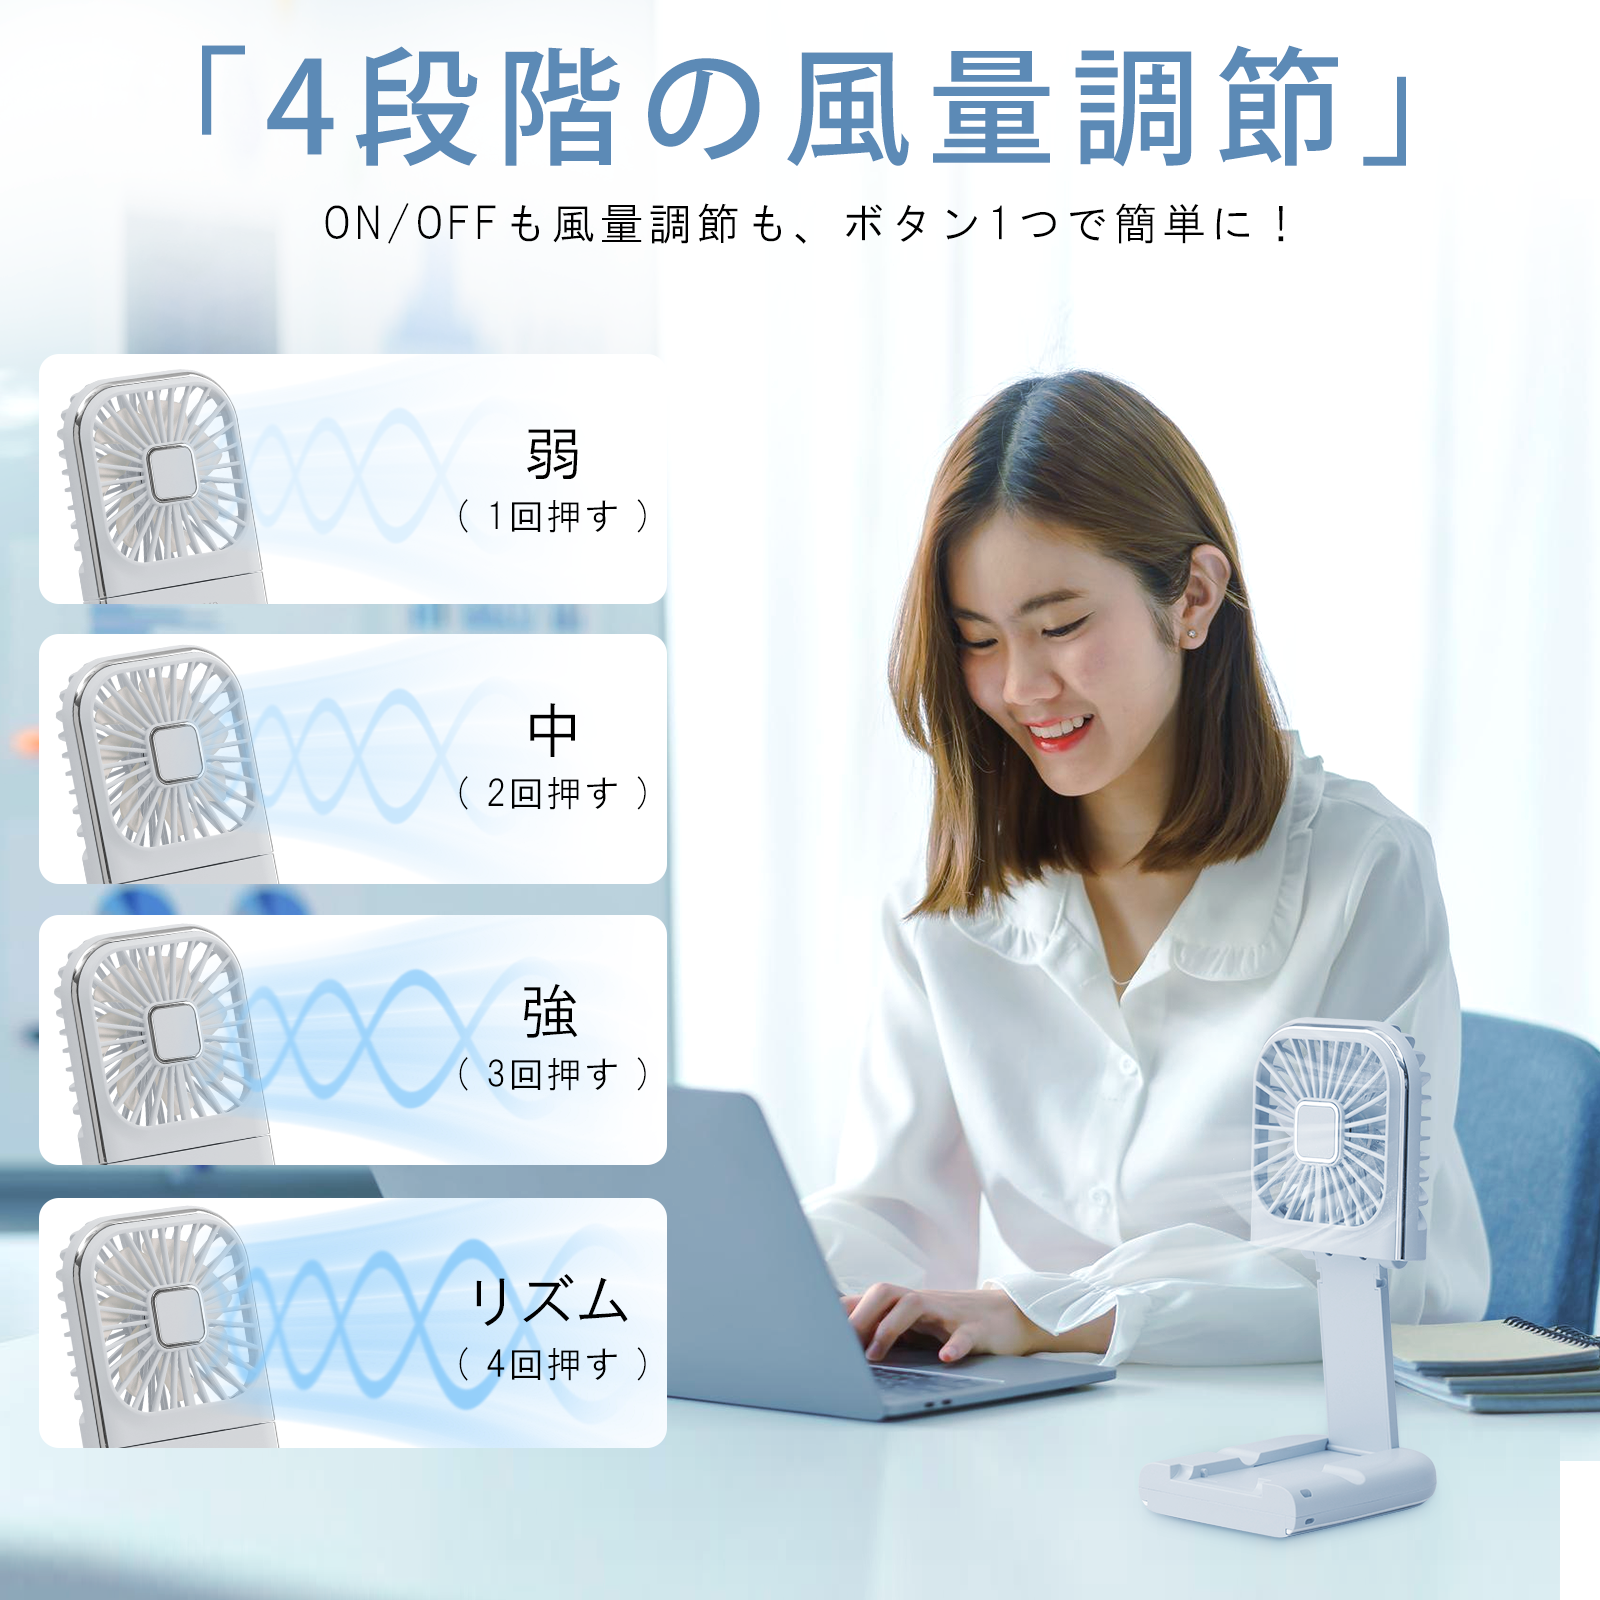 「4段階の風量調節」
ON/OFFも風量調節も、ボタン1つで簡単に!
弱
( 1回押す )
中
( 2回押す )
強
( 3回押す )
リズム
( 4回押す )